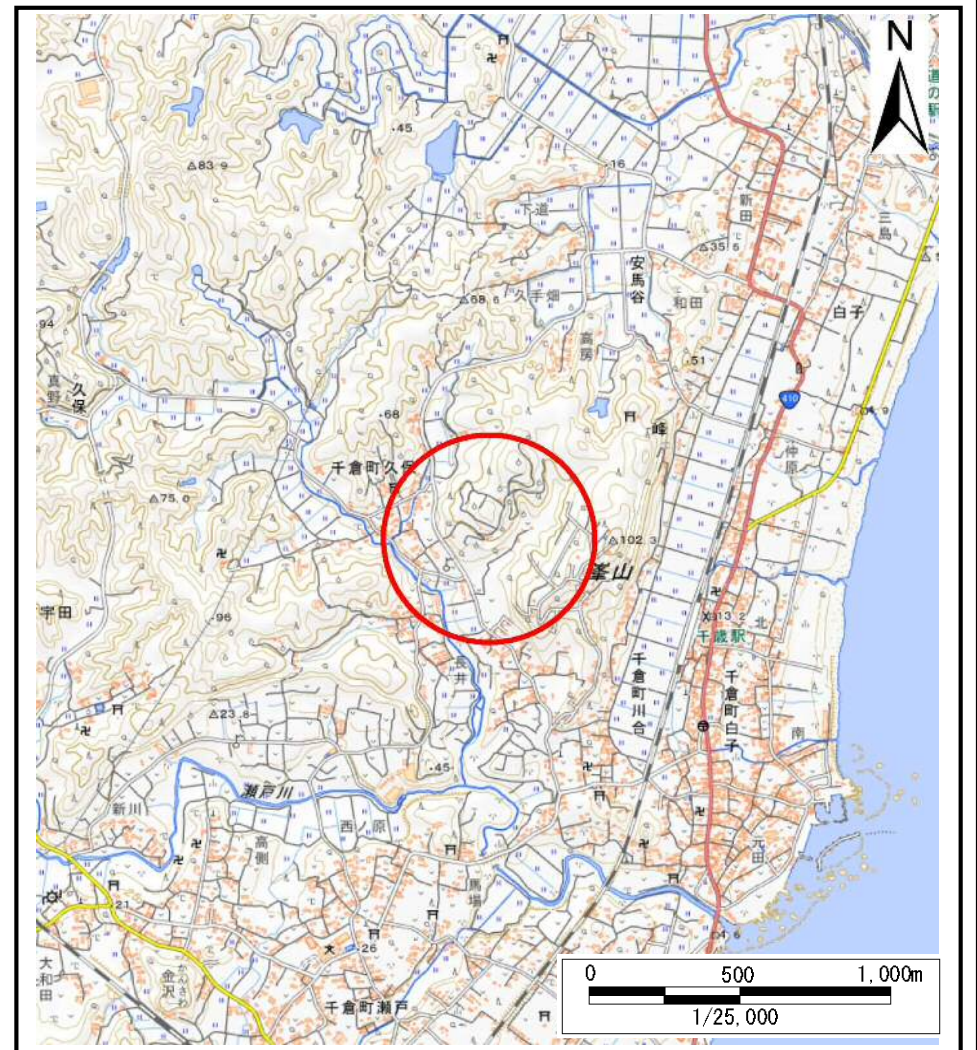 N
道の駅
45
83.9
16
新田
下道
三島
35.5
安馬谷
68.6
久手畑
和田
白子
94
高房
真野
久保
51
410
4.9
68
峰
仲原
千倉町久保
75.0
102.3
峯山
宇田
96
13.2
北
千歳駅
長井
千倉町川合
千倉町白子
23.8
南
45
瀬戸川
新川
西ノ原
高側
元田
馬場
21
26
4.6
大和田
金沢
かんざわ
千倉町瀬戸
0 500 1,000m
1/25,000